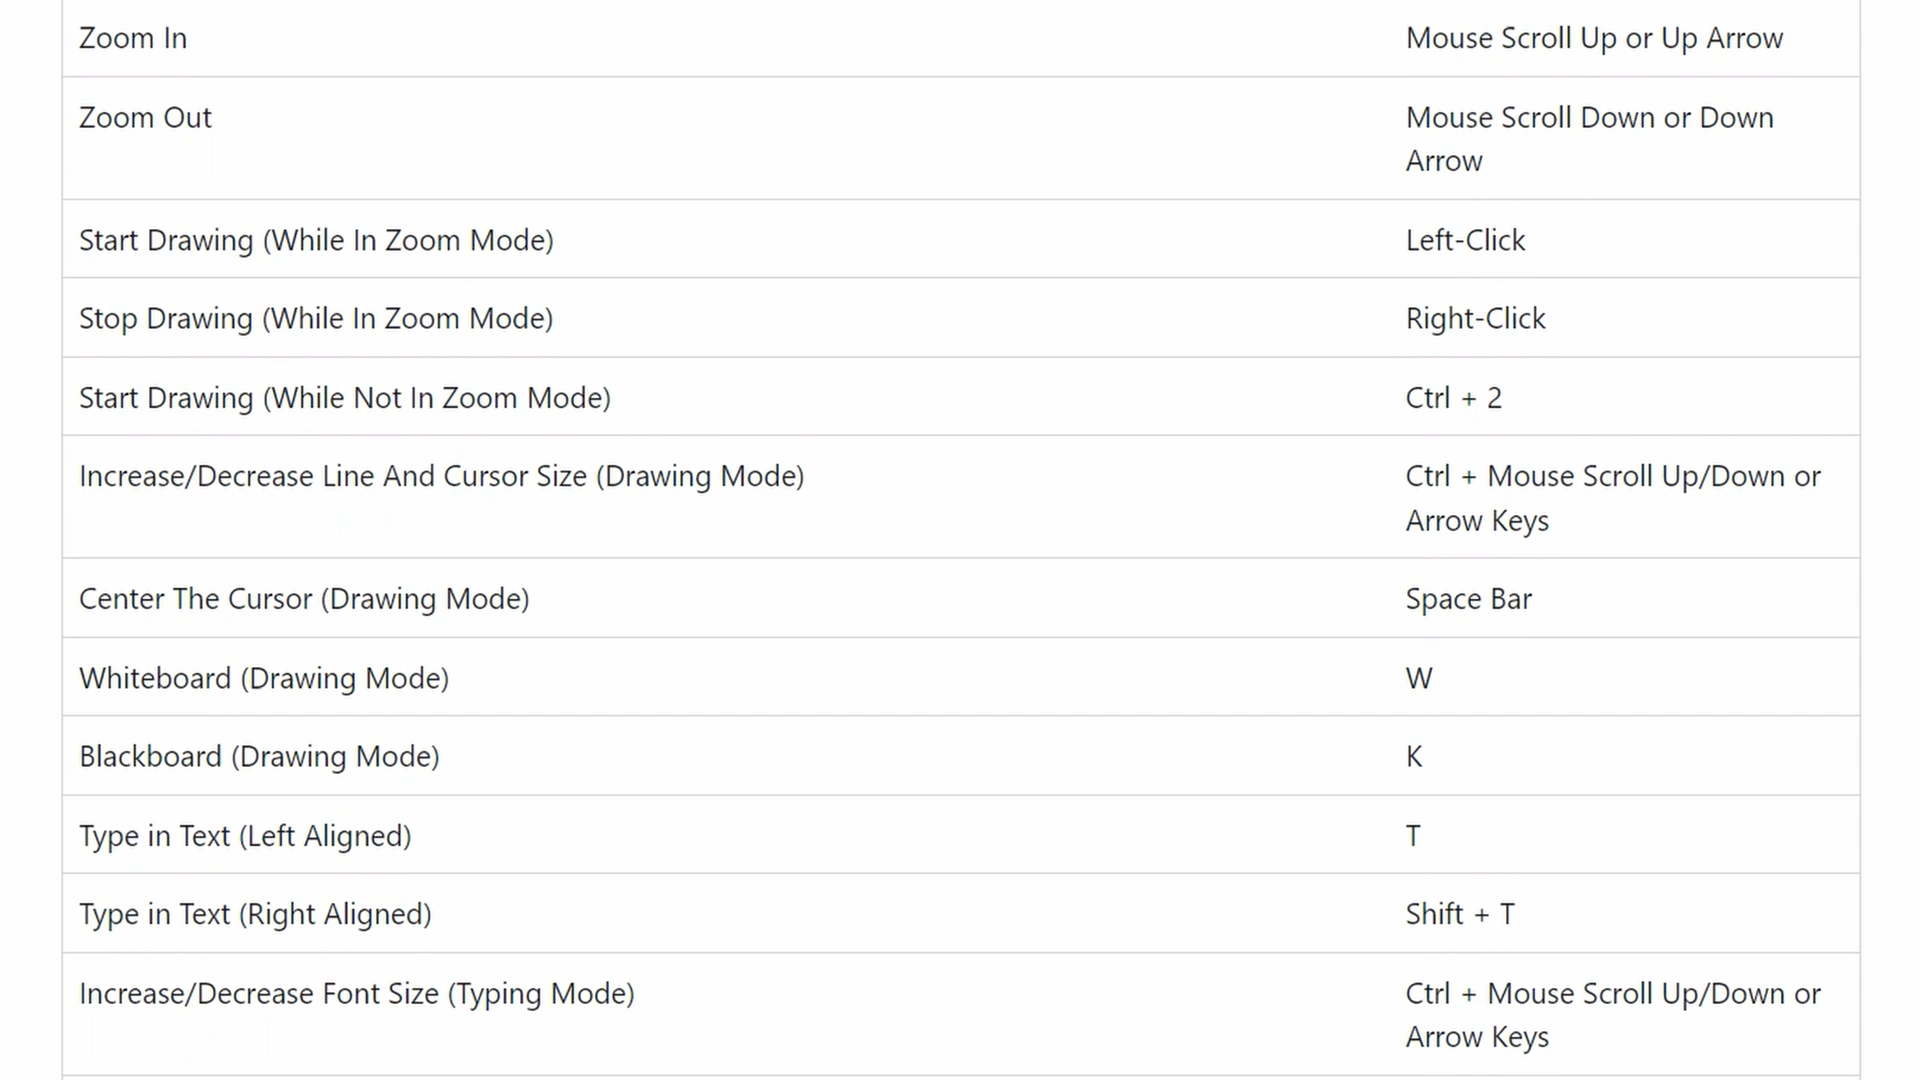 Zoom In
Mouse Scroll Up or Up Arrow
Zoom Out
Mouse Scroll Down or Down
Arrow
Start Drawing (While In Zoom Mode)
Left-Click
Stop Drawing (While In Zoom Mode)
Right-Click
Start Drawing (While Not In Zoom Mode)
Ctrl + 2
Increase/Decrease Line And Cursor Size (Drawing Mode)
Ctrl + Mouse Scroll Up/Down or
Arrow Keys
Center The Cursor (Drawing Mode)
Space Bar
Whiteboard (Drawing Mode)
W
Blackboard (Drawing Mode)
K
Type in Text (Left Aligned)
T
Type in Text (Right Aligned)
Shift + T
Increase/Decrease Font Size (Typing Mode)
Ctrl + Mouse Scroll Up/Down or
Arrow Keys